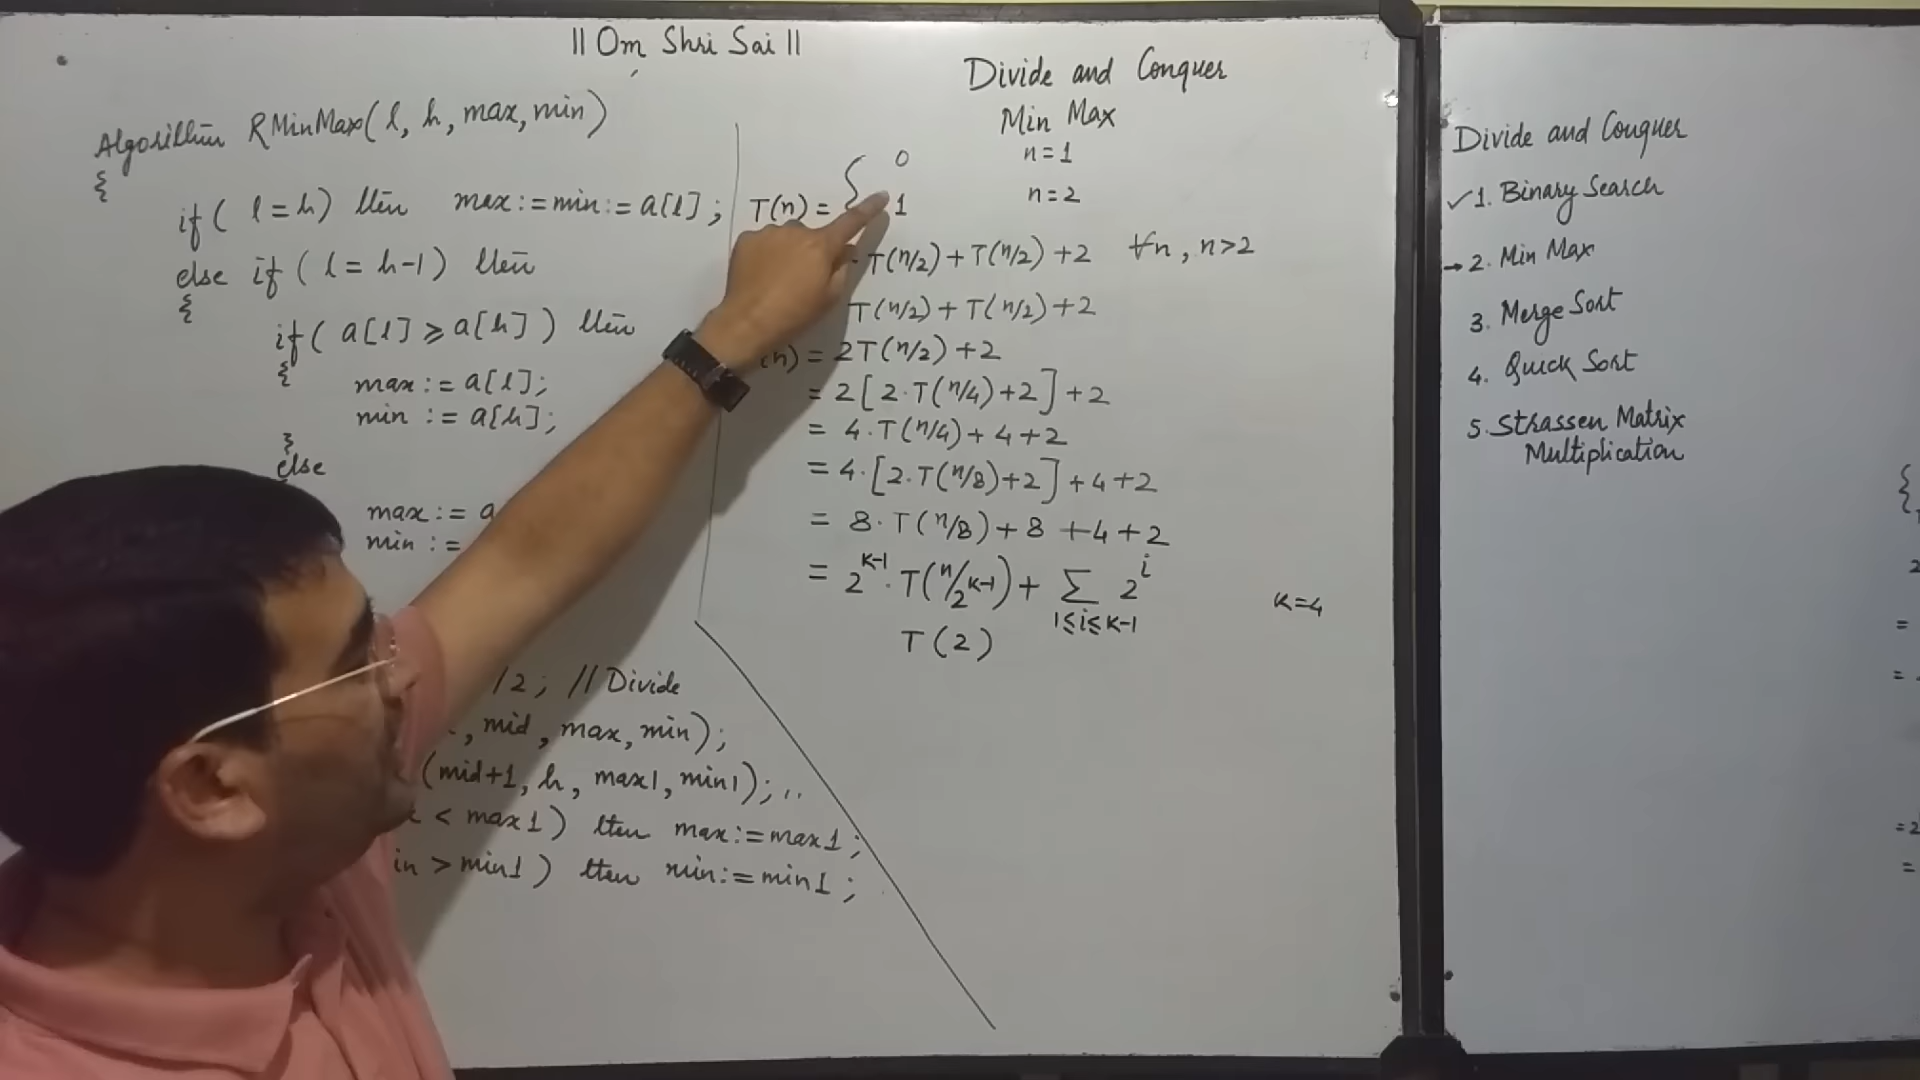 || Om Shri Sai ||
Algorithm RMinMax(l, h, max, min)
{
if( l = h) then max := min := a[l];
else if( l = h-1) then
{
if( a[l] ⩾ a[h] ) then
{
max := a[l];
min := a[h];
}
else
max := a
min :=
/2; // Divide
, mid, max, min);
(mid+1, h, max1, min1);..
< max1) then max:=max1;
in > min1) then min:=min1;
Divide and Conquer
Min Max
0 n=1
T(n) = { 1 n=2
T(n/2)+T(n/2)+2 ∀n, n>2
T(n/2)+T(n/2)+2
(n) = 2T(n/2)+2
= 2[2·T(n/4)+2]+2
= 4·T(n/4)+4+2
= 4·[2·T(n/8)+2]+4+2
= 8·T(n/8)+8+4+2
= 2^{k-1}·T(n/2^{k-1})+ ∑_{1≤i≤k-1} 2^i
k=4
T(2)
Divide and Conquer
✓1. Binary Search
→2. Min Max
3. Merge Sort
4. Quick Sort
5. Strassen Matrix
Multiplication
{
2
=
=
=2
=